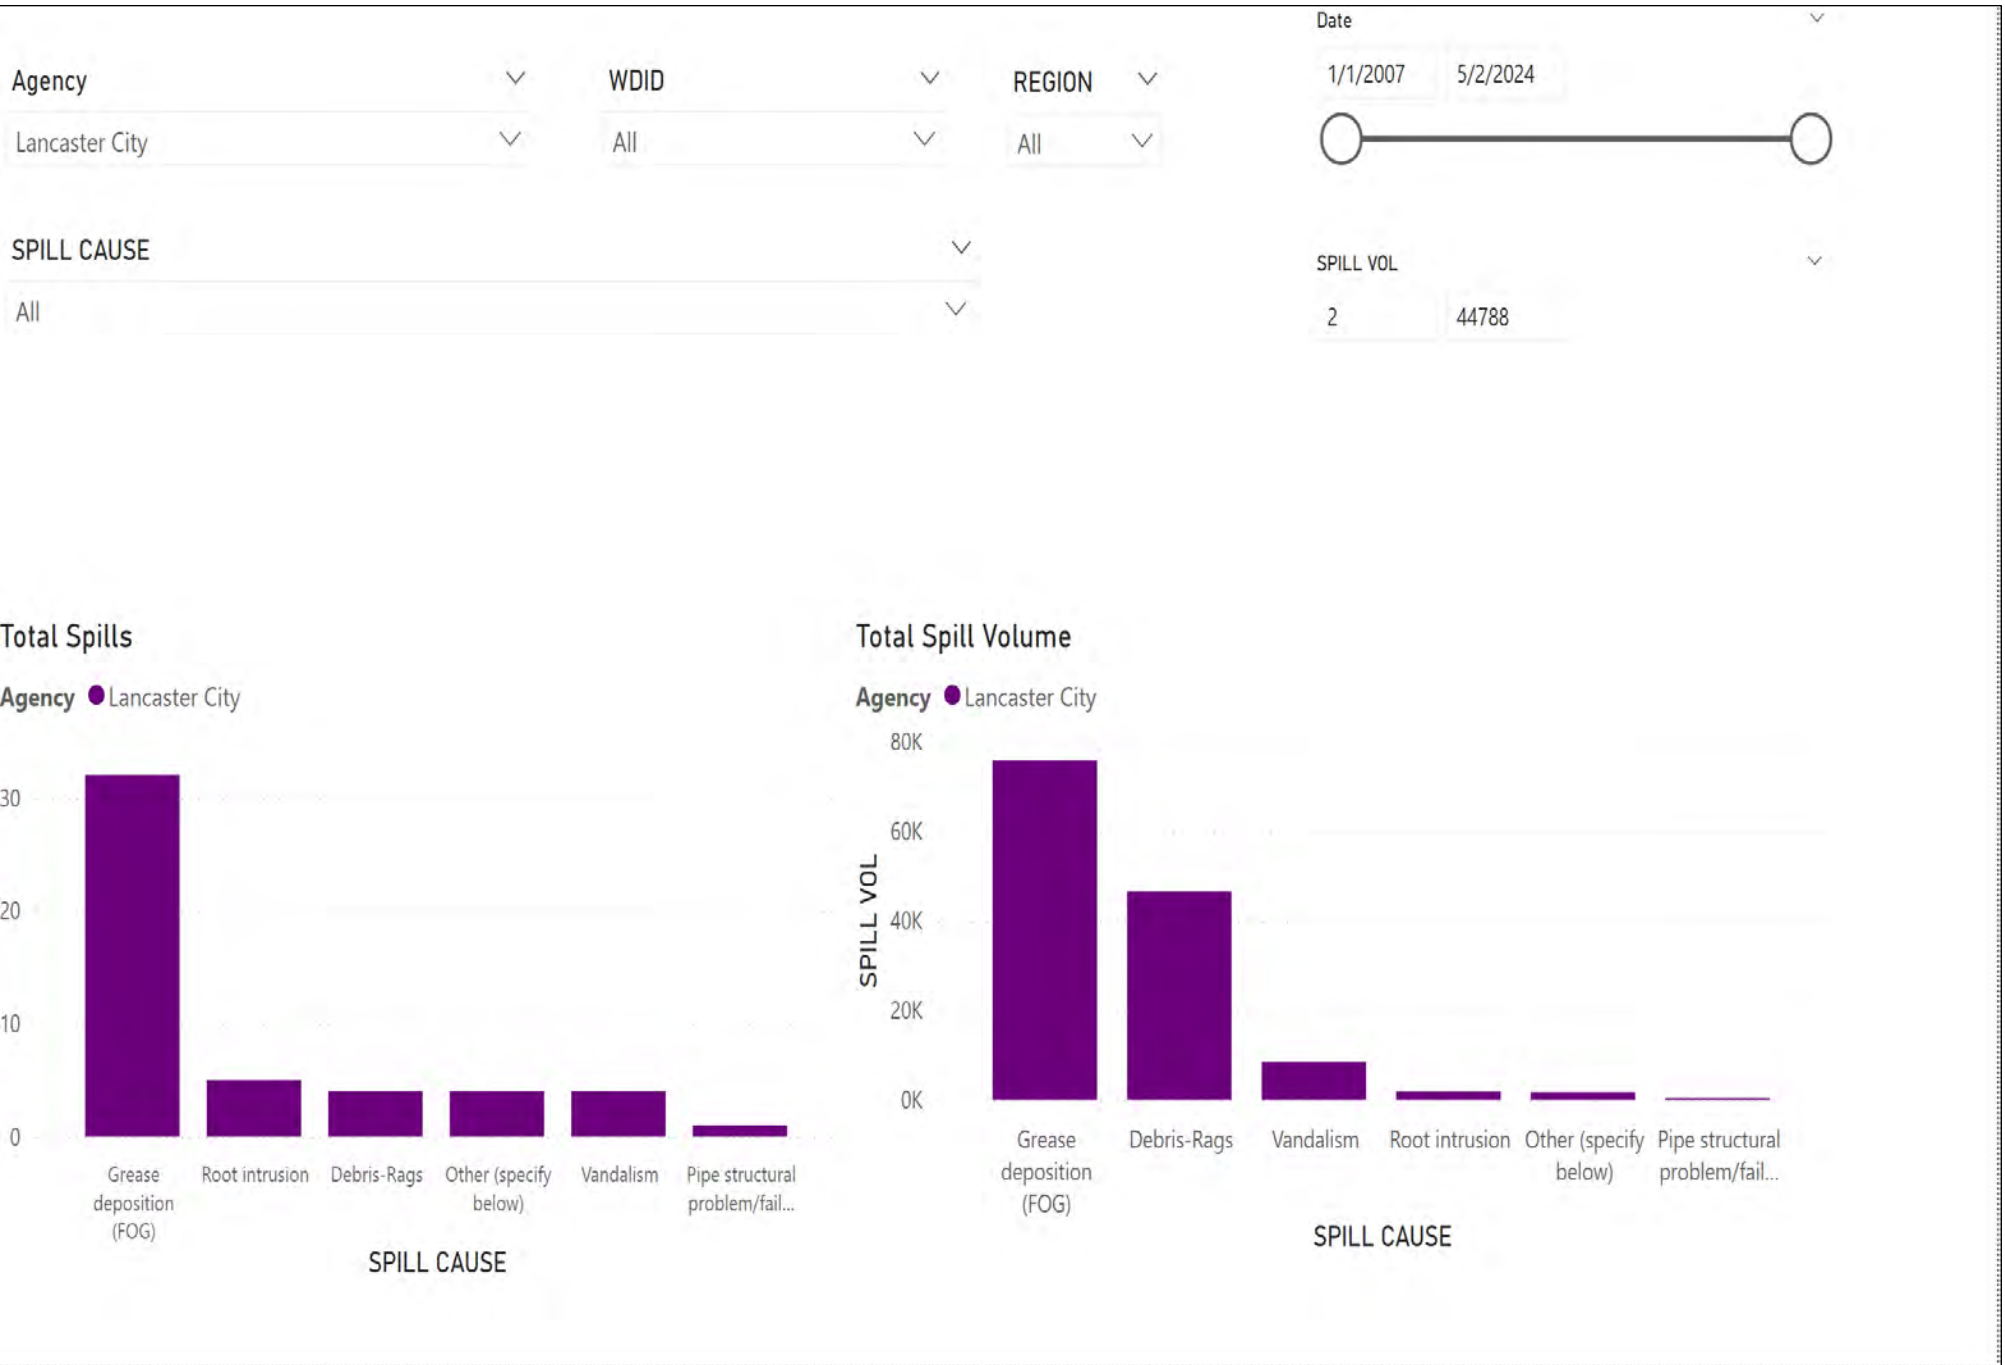 Date
1/1/2007 5/2/2024
Agency
Lancaster City
WDID
All
REGION
All
SPILL CAUSE
All
SPILL VOL
2 44788
Total Spills
Agency Lancaster City
30
20
10
0
Grease
deposition
(FOG)
Root intrusion
Debris-Rags
Other (specify
below)
Vandalism
Pipe structural
problem/fail...
SPILL CAUSE
Total Spill Volume
Agency Lancaster City
SPILL VOL
80K
60K
40K
20K
0K
Grease
deposition
(FOG)
Debris-Rags
Vandalism
Root intrusion
Other (specify
below)
Pipe structural
problem/fail...
SPILL CAUSE